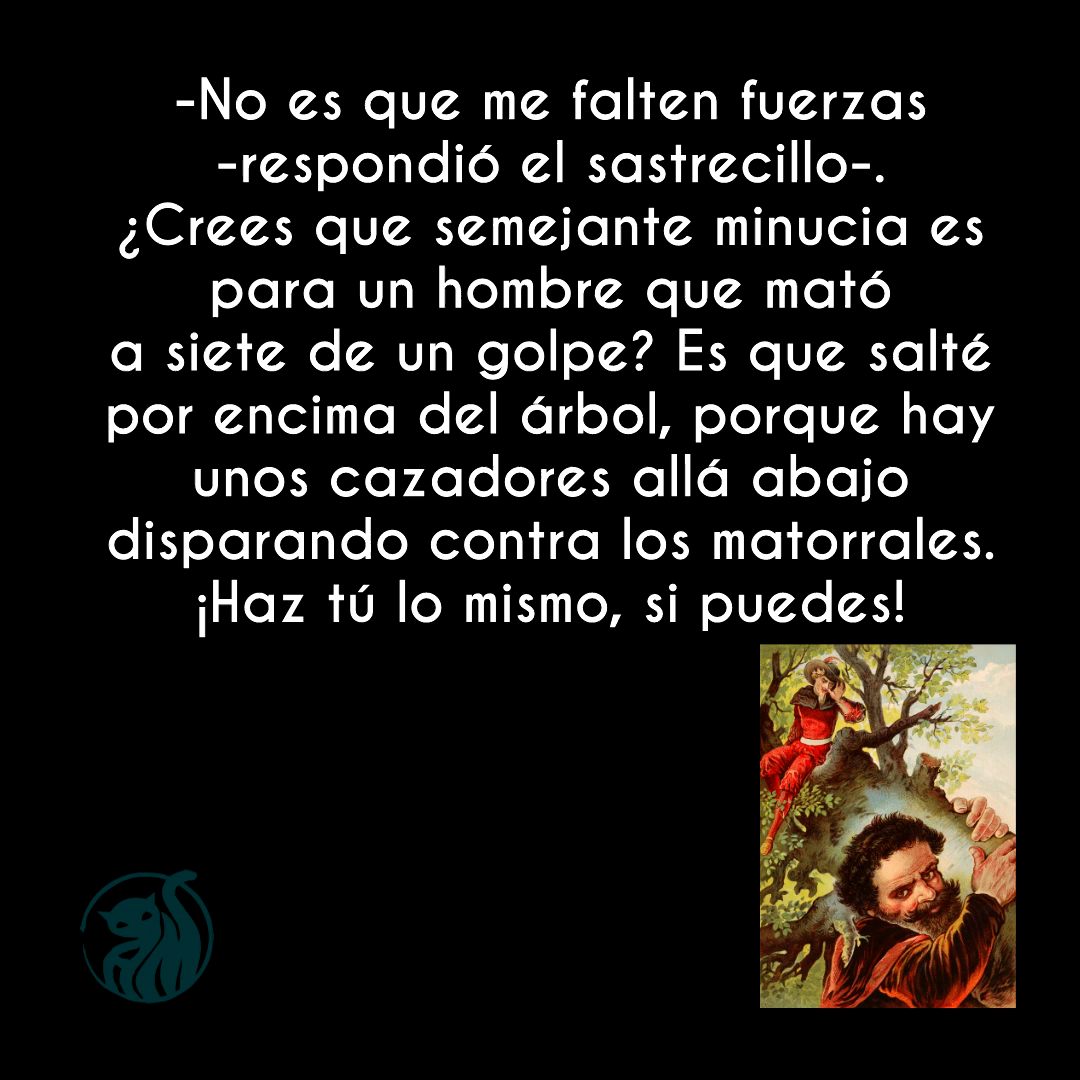 -No es que me falten fuerzas
-respondió el sastrecillo-.
¿Crees que semejante minucia es
para un hombre que mató
a siete de un golpe? Es que salté
por encima del árbol, porque hay
unos cazadores allá abajo
disparando contra los matorrales.
¡Haz tú lo mismo, si puedes!